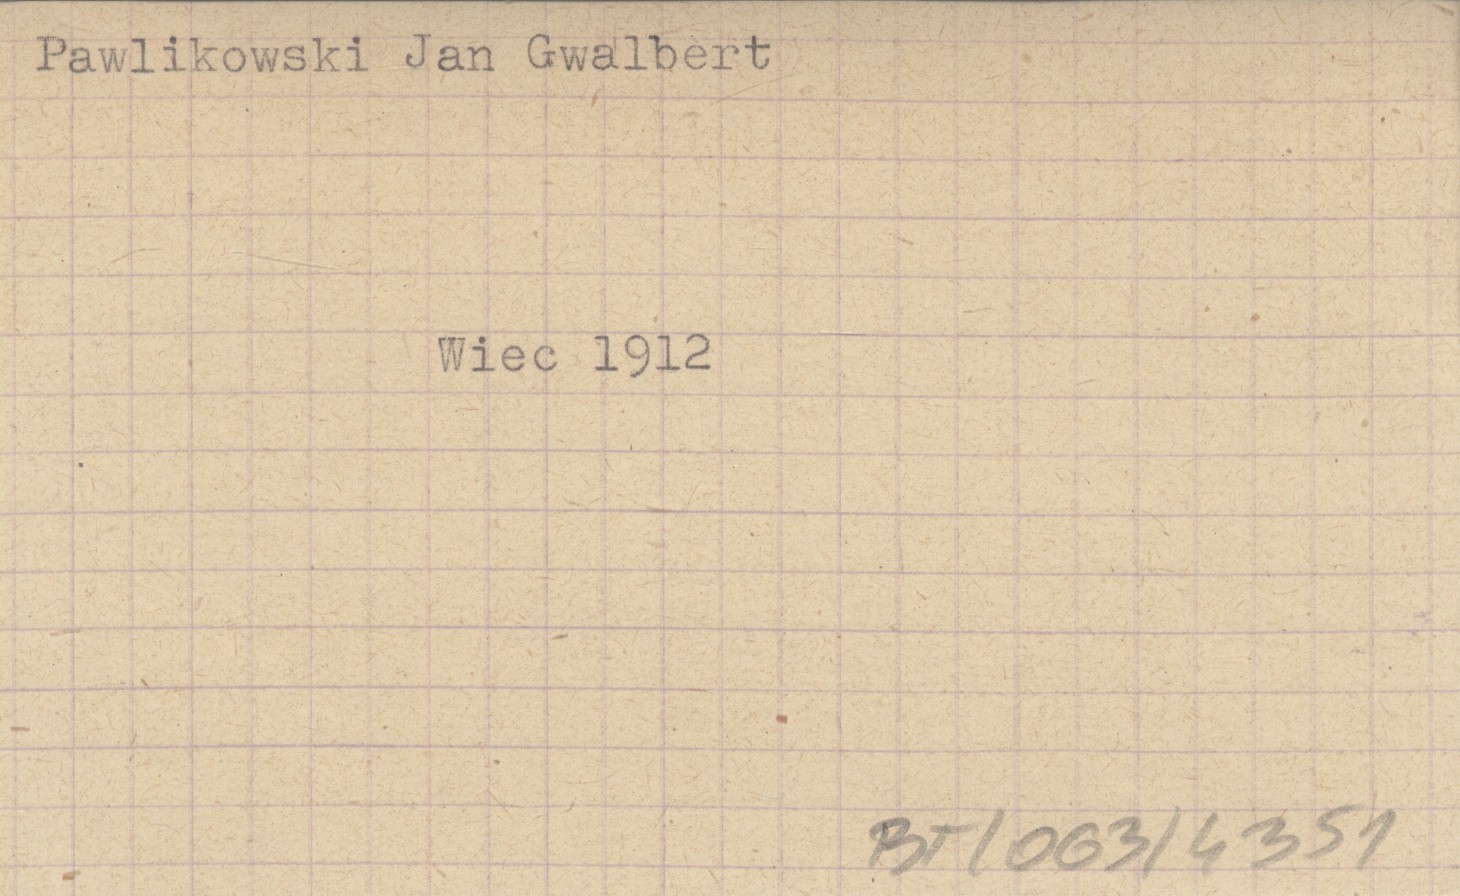 Pawlikowski Jan Gwalbert
Wiec 1912
BT/063/4351